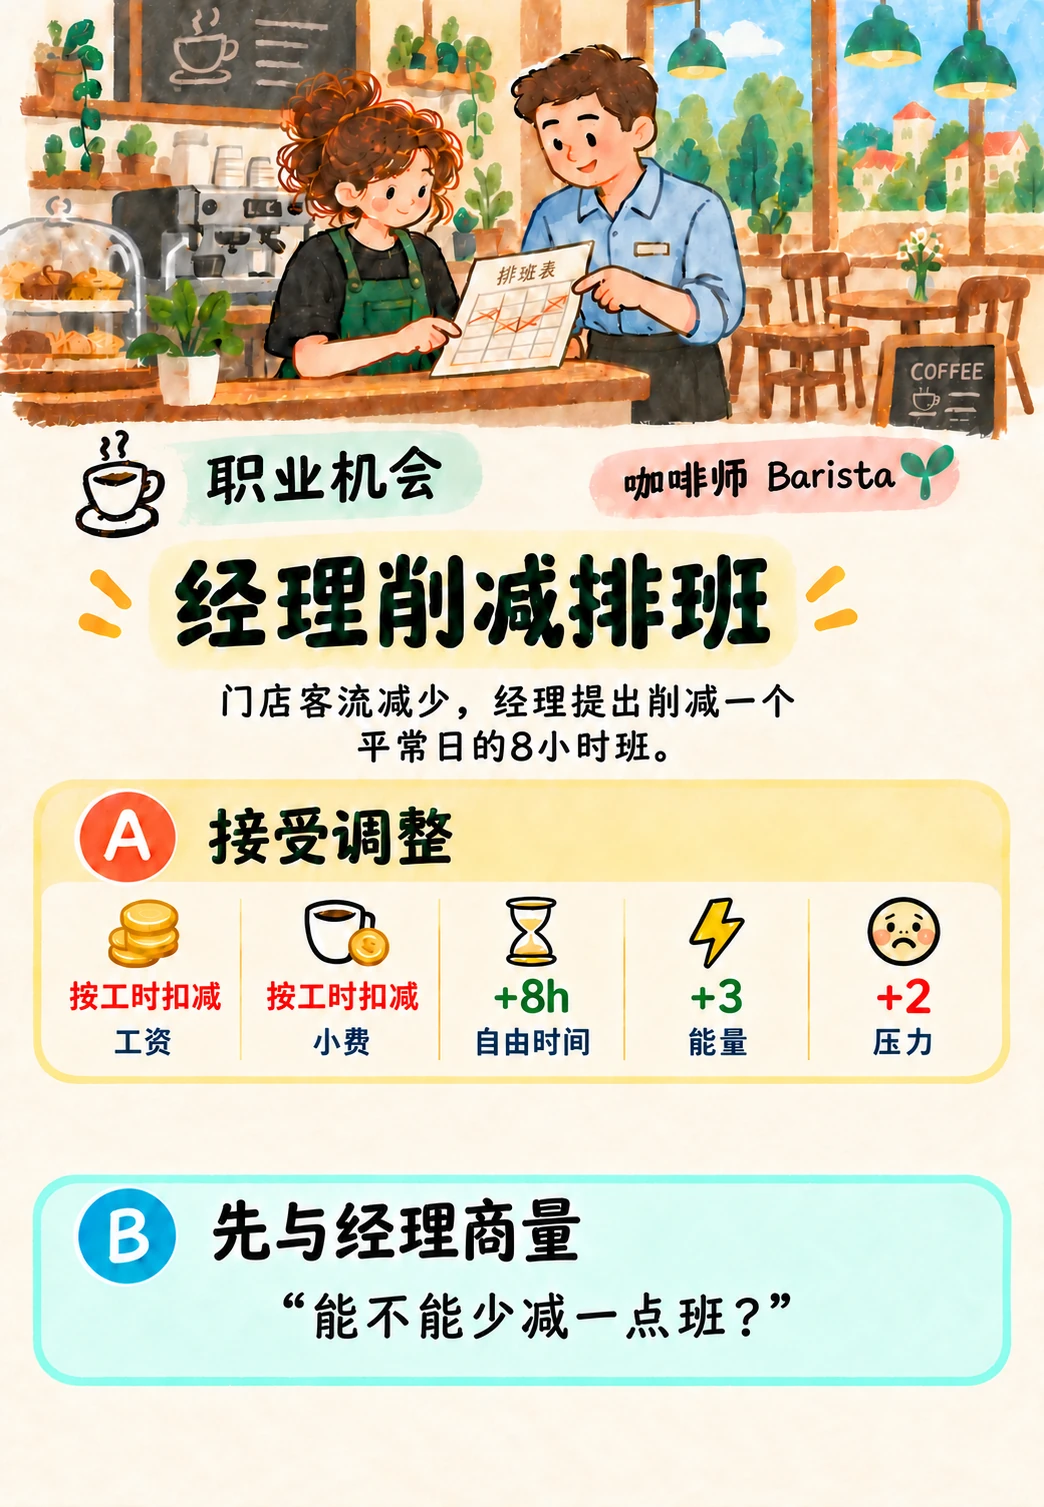 排班表
COFFEE
职业机会
咖啡师 Barista
经理削减排班
门店客流减少，经理提出削减一个
平常日的8小时班。
A 接受调整
按工时扣减 按工时扣减 +8h +3 +2
工资 小费 自由时间 能量 压力
B 先与经理商量
“能不能少减一点班？”